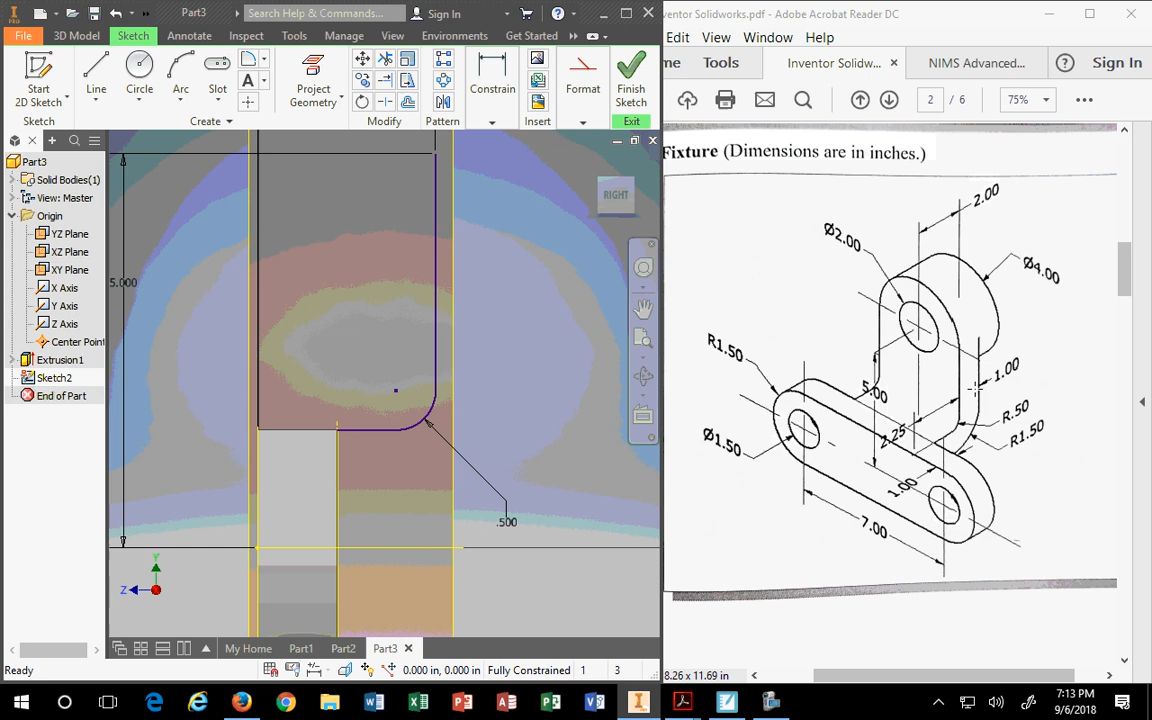 PRO
Part3
Search Help & Commands...
Sign In
File
3D Model
Sketch
Annotate
Inspect
Tools
Manage
View
Environments
Get Started
Start
2D Sketch
Line
Circle
Arc
Slot
Project
Geometry
Constrain
Format
Finish
Sketch
Sketch
Create
Modify
Pattern
Insert
Exit
Part3
Solid Bodies(1)
View: Master
Origin
YZ Plane
XZ Plane
XY Plane
X Axis
Y Axis
Z Axis
Center Point
Extrusion1
Sketch2
End of Part
5.000
.500
RIGHT
Y
Z
My Home
Part1
Part2
Part3
Ready
0.000 in, 0.000 in
Fully Constrained
1
3
ventor Solidworks.pdf - Adobe Acrobat Reader DC
Edit
View
Window
Help
me
Tools
Inventor Solidw...
NIMS Advanced...
Sign In
2 / 6
75%
Fixture (Dimensions are in inches.)
2.00
Ø2.00
Ø4.00
R1.50
1.00
5.00
R.50
2.25
R1.50
Ø1.50
1.00
7.00
8.26 x 11.69 in
7:13 PM
9/6/2018